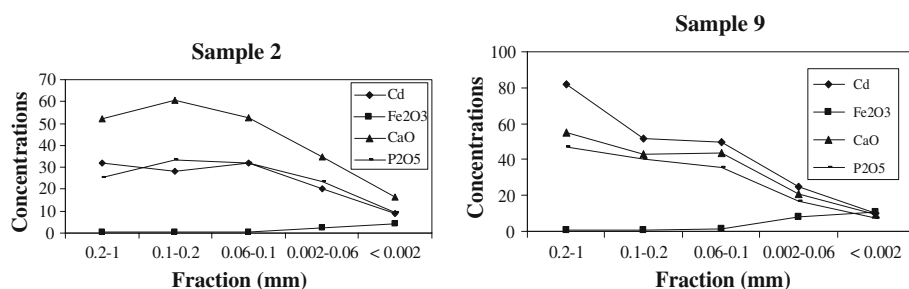 Sample 2
Concentrations
70
60
50
40
30
20
10
0
Cd
Fe2O3
CaO
P2O5
0.2-1 0.1-0.2 0.06-0.1 0.002-0.06 < 0.002
Fraction (mm)
Sample 9
Concentrations
100
80
60
40
20
0
Cd
Fe2O3
CaO
P2O5
0.2-1 0.1-0.2 0.06-0.1 0.002-0.06 < 0.002
Fraction (mm)